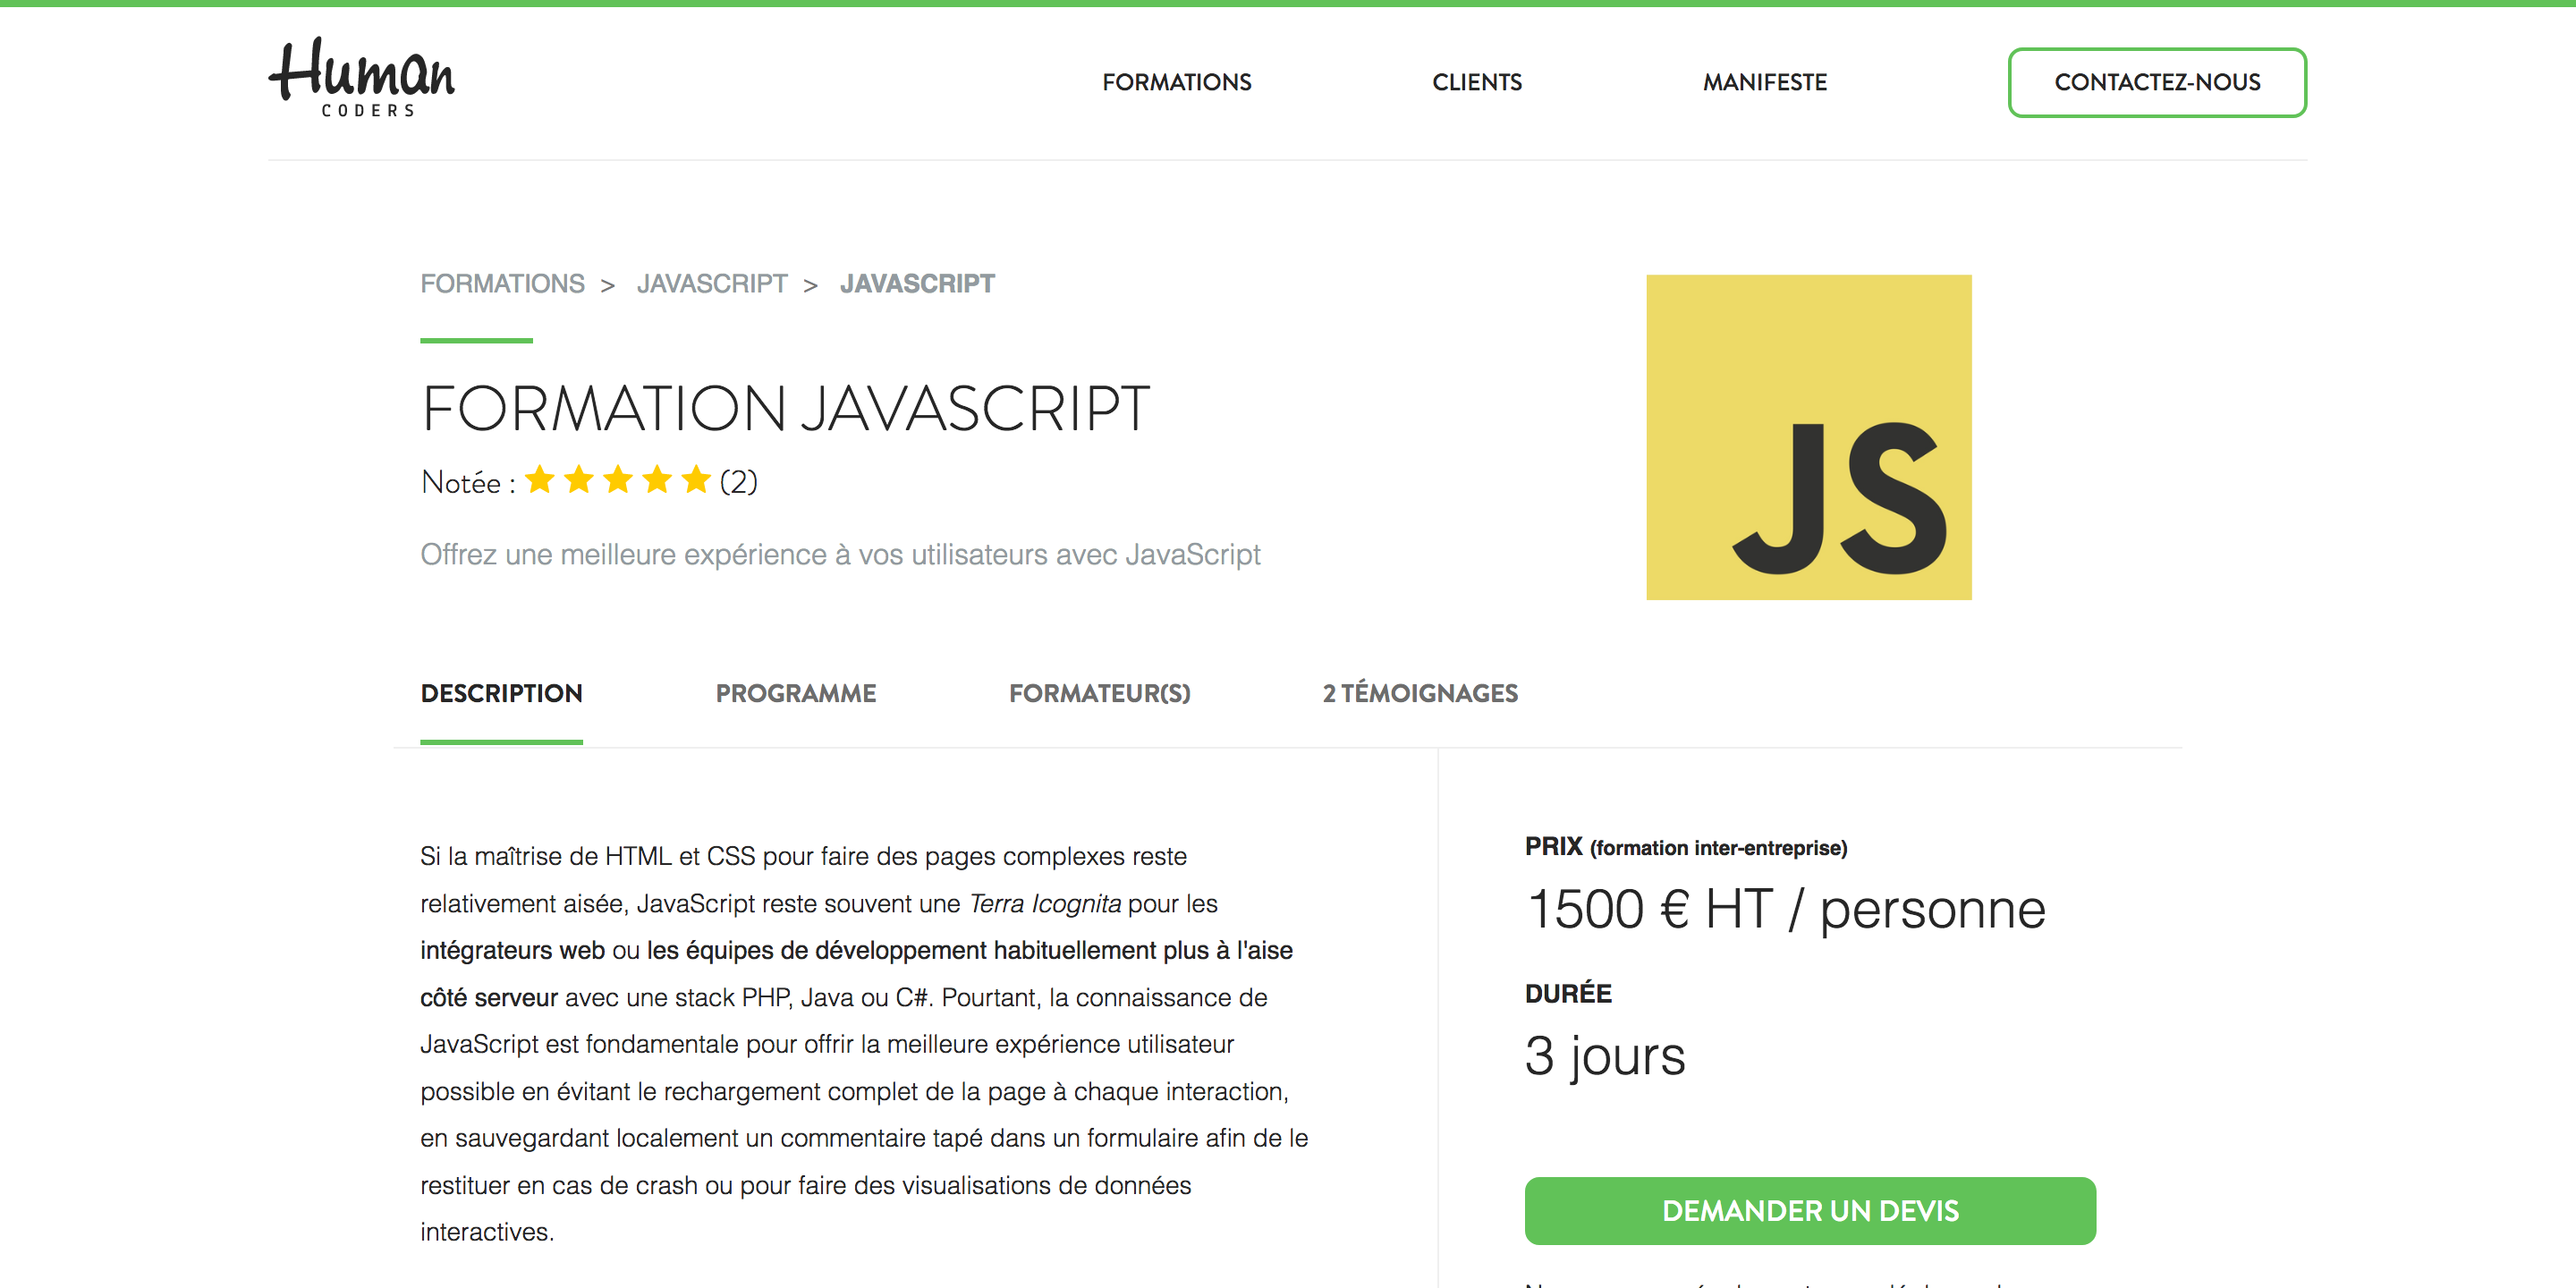 Human
CODERS
FORMATIONS
CLIENTS
MANIFESTE
CONTACTEZ-NOUS
FORMATIONS > JAVASCRIPT > JAVASCRIPT
FORMATION JAVASCRIPT
Notée : (2)
Offrez une meilleure expérience à vos utilisateurs avec JavaScript
JS
DESCRIPTION
PROGRAMME
FORMATEUR(S)
2 TÉMOIGNAGES
Si la maîtrise de HTML et CSS pour faire des pages complexes reste
relativement aisée, JavaScript reste souvent une Terra Icognita pour les
intégrateurs web ou les équipes de développement habituellement plus à l'aise
côté serveur avec une stack PHP, Java ou C#. Pourtant, la connaissance de
JavaScript est fondamentale pour offrir la meilleure expérience utilisateur
possible en évitant le rechargement complet de la page à chaque interaction,
en sauvegardant localement un commentaire tapé dans un formulaire afin de le
restituer en cas de crash ou pour faire des visualisations de données
interactives.
PRIX (formation inter-entreprise)
1500 € HT / personne
DURÉE
3 jours
DEMANDER UN DEVIS